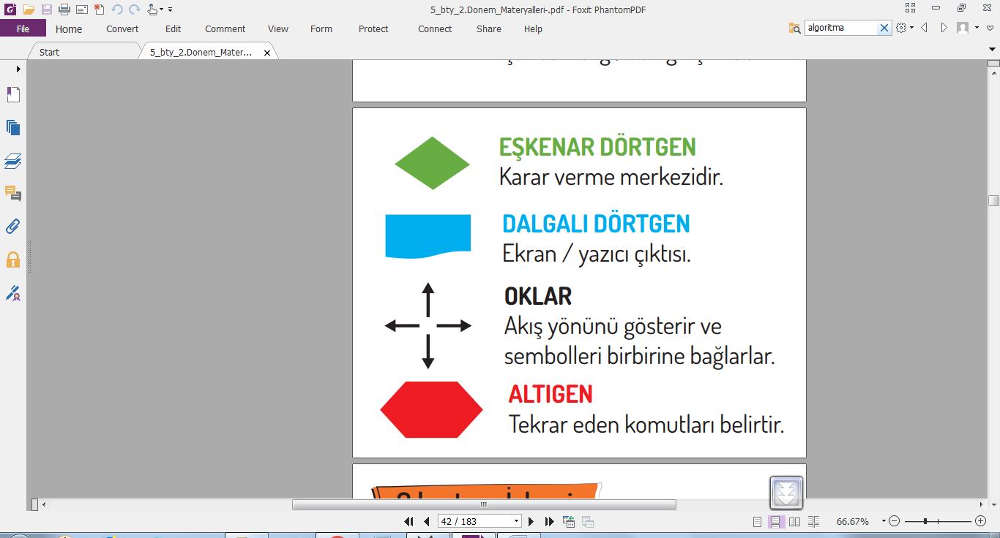 5_bty_2.Donem_Materyalleri-.pdf - Foxit PhantomPDF
File Home Convert Edit Comment View Form Protect Connect Share Help algoritma
Start 5_bty_2.Donem_Mater...
EŞKENAR DÖRTGEN
Karar verme merkezidir.
DALGALI DÖRTGEN
Ekran / yazıcı çıktısı.
OKLAR
Akış yönünü gösterir ve
sembolleri birbirine bağlarlar.
ALTIGEN
Tekrar eden komutları belirtir.
42 / 183 66.67%